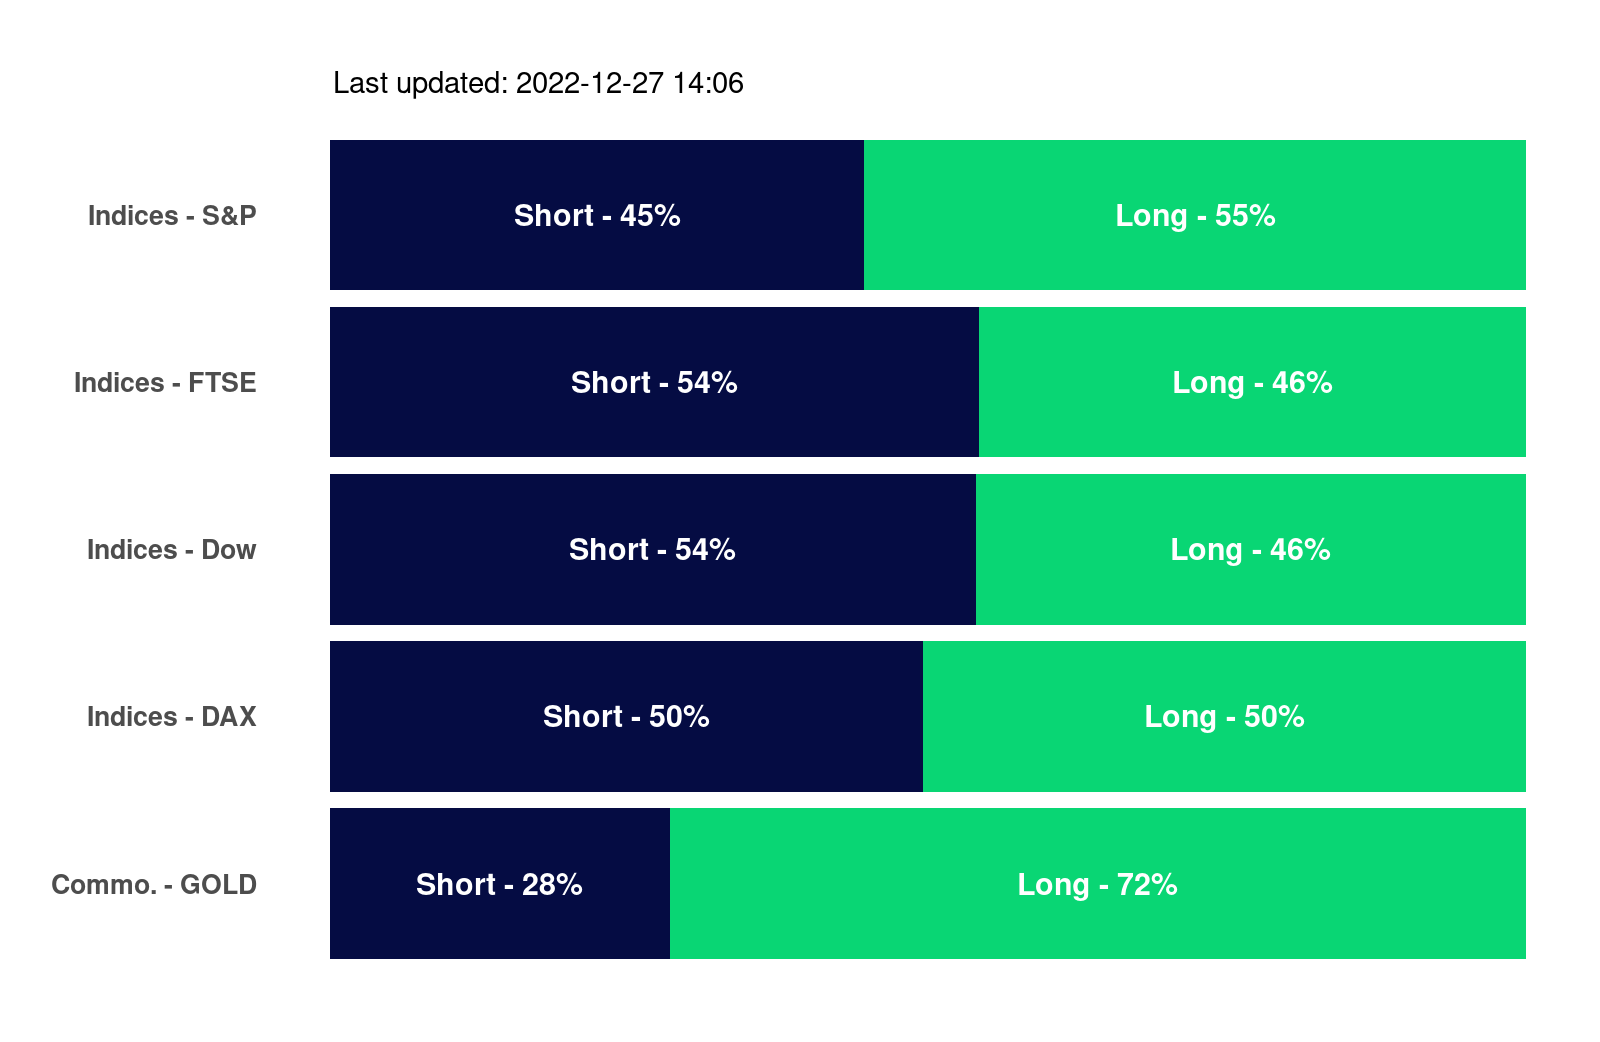 Last updated: 2022-12-27 14:06
Indices - S&P Short - 45% Long - 55%
Indices - FTSE Short - 54% Long - 46%
Indices - Dow Short - 54% Long - 46%
Indices - DAX Short - 50% Long - 50%
Commo. - GOLD Short - 28% Long - 72%